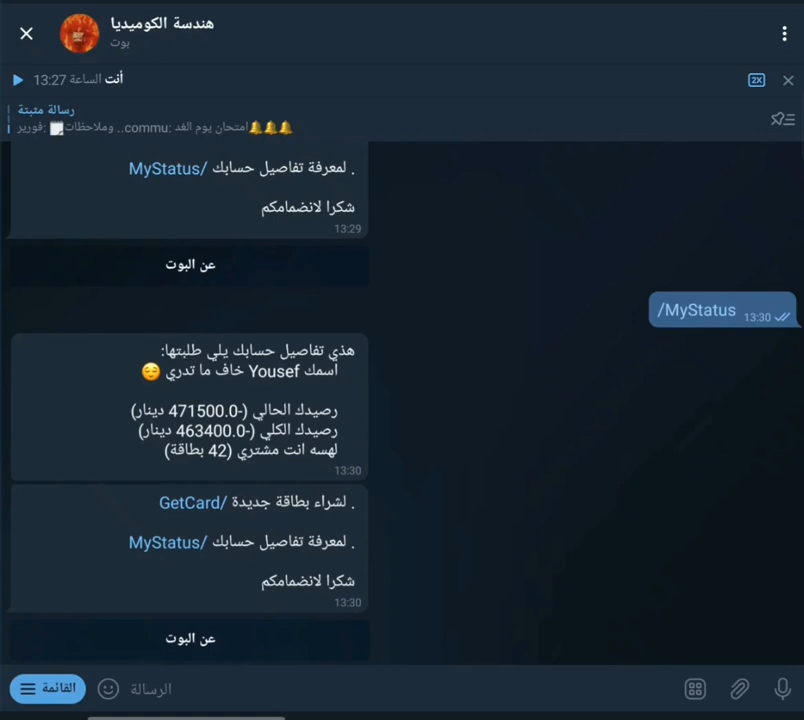 هندسة الكوميديا
بوت
أنت الساعة 13:27
2X
رسالة مثبتة
🔔🔔🔔امتحان يوم الغد :commu.. وملاحظات🗒️ :فوریر
. لمعرفة تفاصيل حسابك /MyStatus
شكرا لانضمامكم
13:29
عن البوت
/MyStatus
13:30
هذي تفاصيل حسابك يلي طلبتها:
اسمك Yousef خاف ما تدري 😌
رصيدك الحالي (-471500.0 دينار)
رصيدك الكلي (-463400.0 دينار)
لهسه انت مشتري (42 بطاقة)
13:30
. لشراء بطاقة جديدة /GetCard
. لمعرفة تفاصيل حسابك /MyStatus
شكرا لانضمامكم
13:30
عن البوت
القائمة
الرسالة